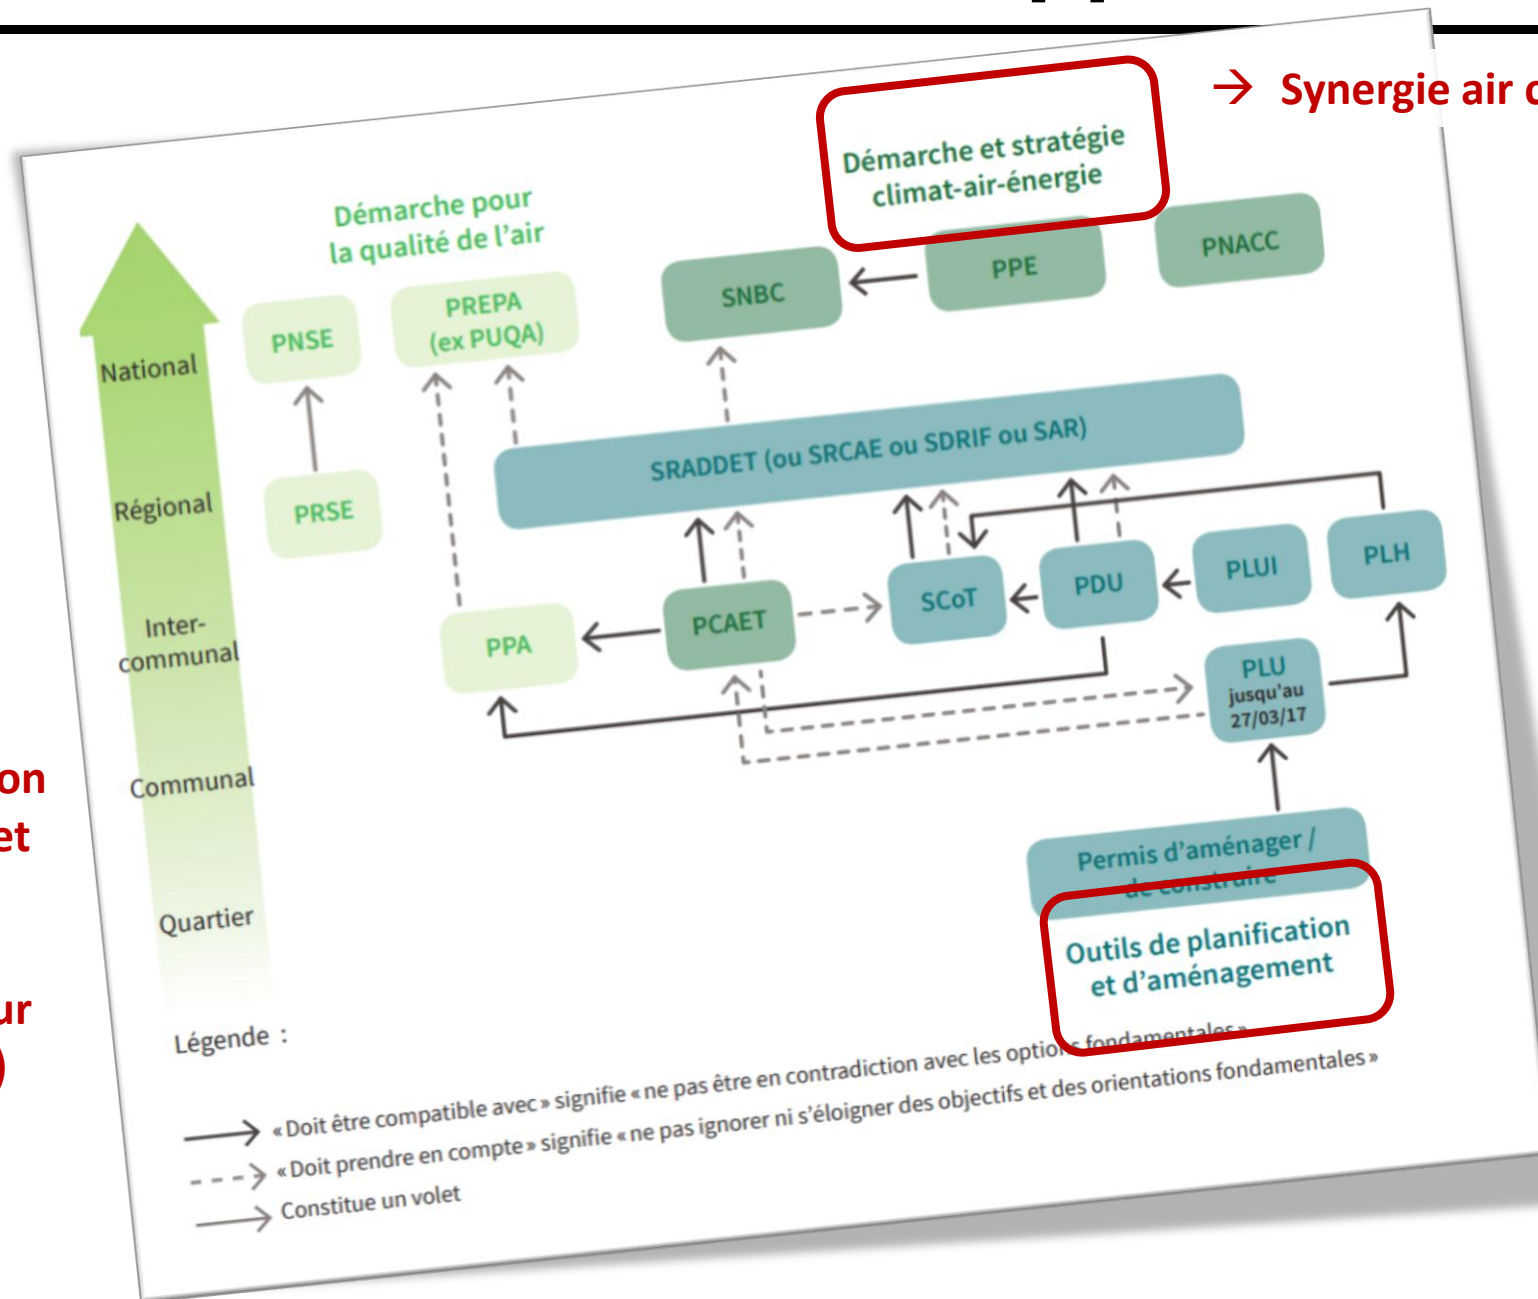 → Synergie air
Démarche et stratégie
climat-air-énergie
Démarche pour
la qualité de l’air
PNSE
PREPA
(ex PUQA)
SNBC
PPE
PNACC
National
SRADDET (ou SRCAE ou SDRIF ou SAR)
Régional
PRSE
Inter-
communal
PPA
PCAET
SCoT
PDU
PLUI
PLH
PLU
jusqu’au
27/03/17
on
et
Communal
Permis d’aménager /
de construire
Quartier
Outils de planification
et d’aménagement
ur
)
Légende :
«Doit être compatible avec» signifie «ne pas être en contradiction avec les options fondamentales»
«Doit prendre en compte» signifie «ne pas ignorer ni s’éloigner des objectifs et des orientations fondamentales»
Constitue un volet